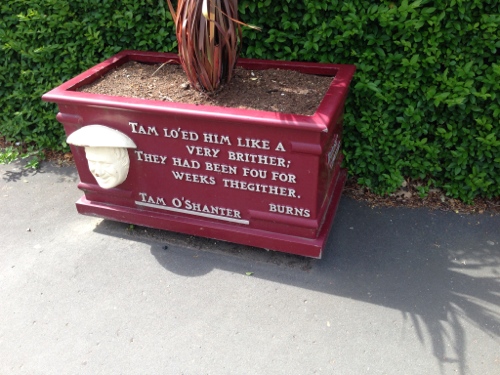 TAM LO'ED HIM LIKE A
VERY BRITHER;
THEY HAD BEEN FOU FOR
WEEKS THEGITHER.
TAM O'SHANTER BURNS